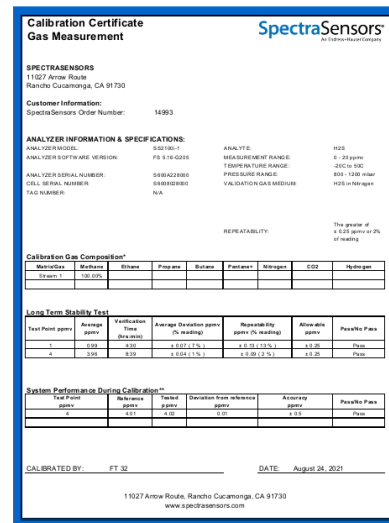 Calibration Certificate
Gas Measurement
SpectraSensors
An Endress+Hauser Company
SPECTRASENSORS
11027 Arrow Route
Rancho Cucamonga, CA 91730
Customer Information:
SpectraSensors Order Number: 14993
ANALYZER INFORMATION & SPECIFICATIONS:
ANALYZER MODEL: SS2100i-1 ANALYTE: H2S
ANALYZER SOFTWARE VERSION: FS 5.16-G205 MEASUREMENT RANGE: 0 - 20 ppmv
TEMPERATURE RANGE: -20C to 50C
ANALYZER SERIAL NUMBER: PRESSURE RANGE: 800 - 1200 mbar
CELL SERIAL NUMBER: VALIDATION GAS MEDIUM: H2S in Nitrogen
TAG NUMBER: N/A
REPEATABILITY: The greater of
± 0.25 ppmv or 2%
of reading
Calibration Gas Composition*
Matrix/Gas Methane Ethane Propane Butane Pentane+ Nitrogen CO2 Hydrogen
Stream 1 100.00%
Long Term Stability Test
Test Point ppmv Average ppmv Verification Time (hrs:min) Average Deviation ppmv (% reading) Repeatability ppmv (% reading) Allowable ppmv Pass/No Pass
1 0.99 4:30 ± 0.07 ( 7% ) ± 0.13 ( 13% ) ± 0.25 Pass
4 3.96 8:39 ± 0.04 ( 1% ) ± 0.09 ( 2% ) ± 0.25 Pass
System Performance During Calibration**
Test Point ppmv Reference ppmv Tested ppmv Deviation from reference ppmv Accuracy ppmv Pass/No Pass
4 4.01 4.02 0.01 ± 0.5 Pass
CALIBRATED BY: FT 32 DATE: August 24, 2021
11027 Arrow Route, Rancho Cucamonga, CA 91730
www.spectrasensors.com